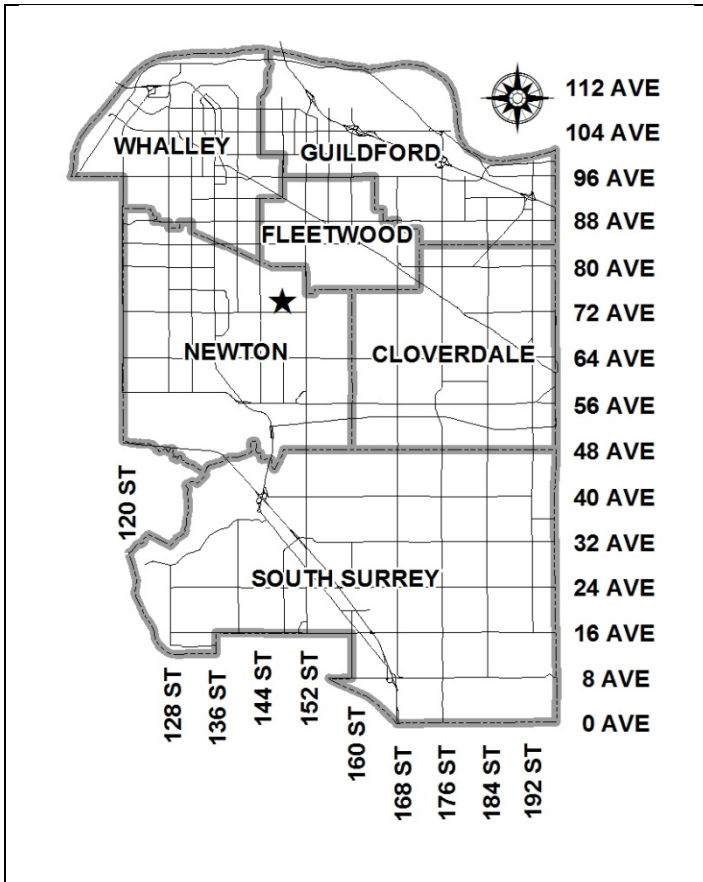 112 AVE
104 AVE
WHALLEY
GUILDFORD
96 AVE
88 AVE
FLEETWOOD
80 AVE
72 AVE
NEWTON
CLOVERDALE
64 AVE
56 AVE
48 AVE
120 ST
40 AVE
32 AVE
SOUTH SURREY
24 AVE
16 AVE
128 ST
136 ST
144 ST
152 ST
160 ST
8 AVE
0 AVE
168 ST
176 ST
184 ST
192 ST